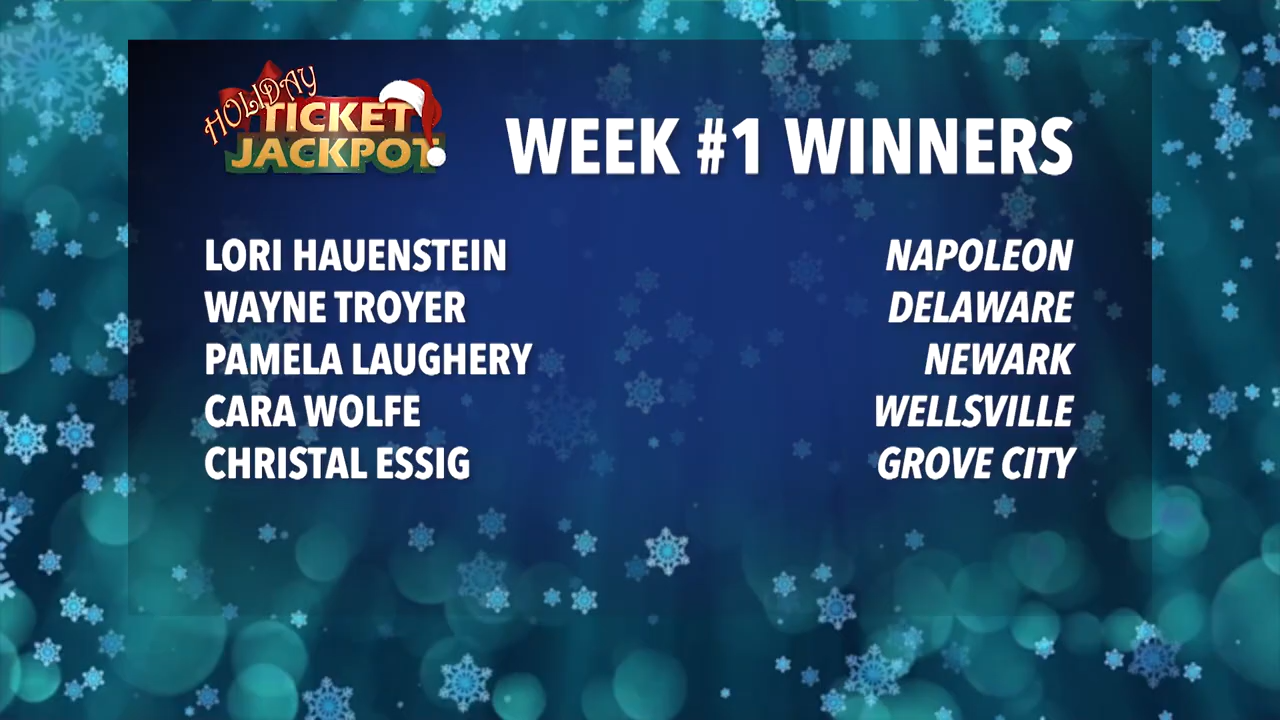 HOLIDAY
TICKET
JACKPOT
WEEK #1 WINNERS
LORI HAUENSTEIN NAPOLEON
WAYNE TROYER DELAWARE
PAMELA LAUGHERY NEWARK
CARA WOLFE WELLSVILLE
CHRISTAL ESSIG GROVE CITY